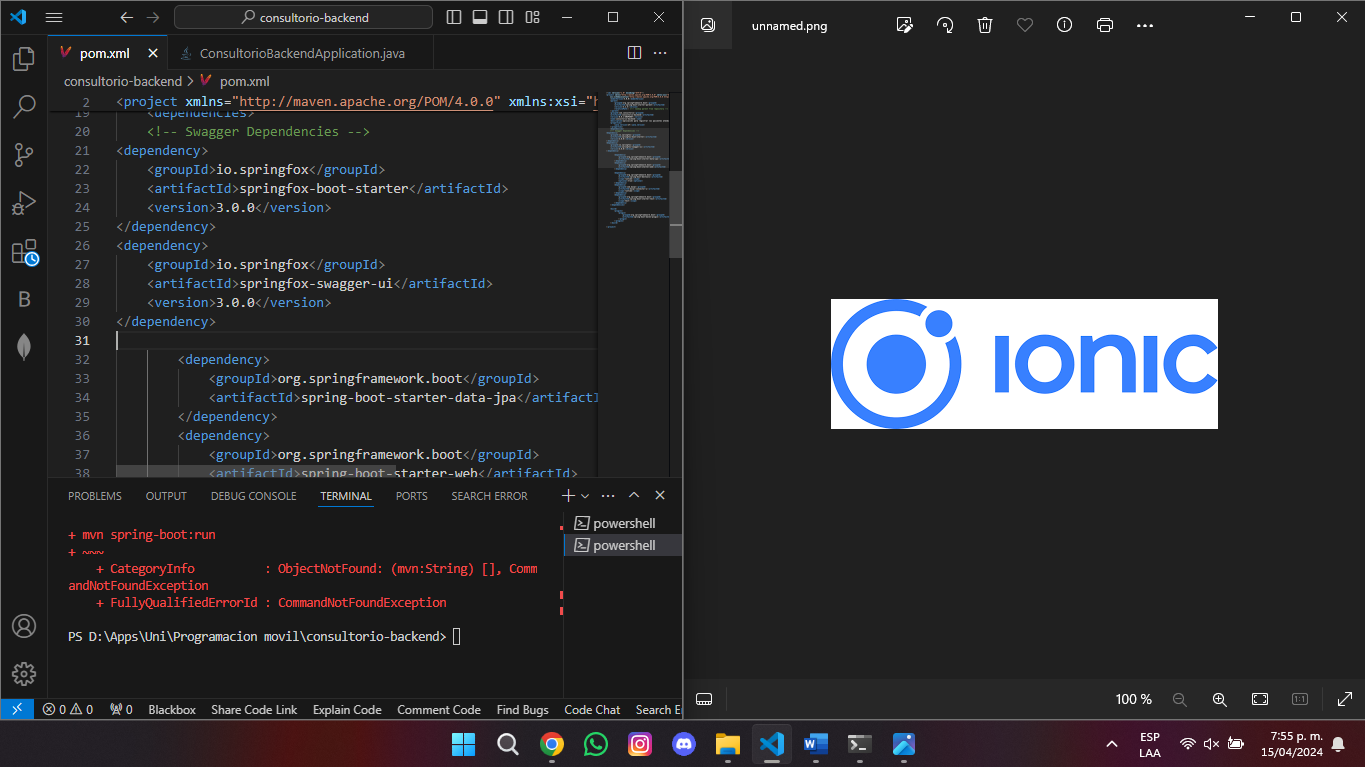 consultorio-backend
pom.xml
ConsultorioBackendApplication.java
consultorio-backend > pom.xml
2 <project xmlns="http://maven.apache.org/POM/4.0.0" xmlns:xsi="h
19 <dependencies>
20 <!-- Swagger Dependencies -->
21 <dependency>
22 <groupId>io.springfox</groupId>
23 <artifactId>springfox-boot-starter</artifactId>
24 <version>3.0.0</version>
25 </dependency>
26 <dependency>
27 <groupId>io.springfox</groupId>
28 <artifactId>springfox-swagger-ui</artifactId>
29 <version>3.0.0</version>
30 </dependency>
31
32 <dependency>
33 <groupId>org.springframework.boot</groupId>
34 <artifactId>spring-boot-starter-data-jpa</artifactI
35 </dependency>
36 <dependency>
37 <groupId>org.springframework.boot</groupId>
38 <artifactId>spring-boot-starter-web</artifactId>
B
PROBLEMS OUTPUT DEBUG CONSOLE TERMINAL PORTS SEARCH ERROR
powershell
powershell
+ mvn spring-boot:run
+ ~~~
+ CategoryInfo : ObjectNotFound: (mvn:String) [], Comm
andNotFoundException
+ FullyQualifiedErrorId : CommandNotFoundException
PS D:\Apps\Uni\Programacion movil\consultorio-backend>
0 0 0 Blackbox Share Code Link Explain Code Comment Code Find Bugs Code Chat Search E
unnamed.png
IONIC
100 %
1:1
ESP
LAA
7:55 p. m.
15/04/2024